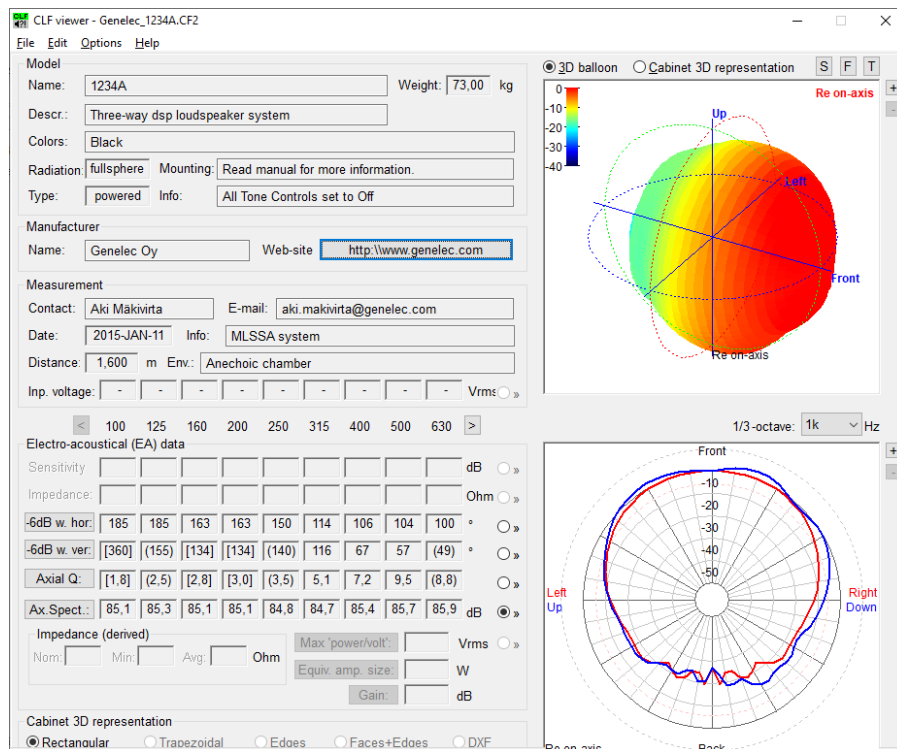 CLF viewer - Genelec_1234A.CF2
File Edit Options Help
Model
Name: 1234A Weight: 73,00 kg
Descr.: Three-way dsp loudspeaker system
Colors: Black
Radiation: fullsphere Mounting: Read manual for more information.
Type: powered Info: All Tone Controls set to Off
Manufacturer
Name: Genelec Oy Web-site http:\\www.genelec.com
Measurement
Contact: Aki Mäkivirta E-mail: aki.makivirta@genelec.com
Date: 2015-JAN-11 Info: MLSSA system
Distance: 1,600 m Env.: Anechoic chamber
Inp. voltage: - - - - - - - - - Vrms »
< 100 125 160 200 250 315 400 500 630 >
Electro-acoustical (EA) data
Sensitivity dB »
Impedance: Ohm »
-6dB w. hor: 185 185 163 163 150 114 106 104 100 ° »
-6dB w. ver: [360] (155) [134] [134] (140) 116 67 57 (49) ° »
Axial Q: [1,8] (2,5) [2,8] [3,0] (3,5) 5,1 7,2 9,5 (8,8) »
Ax.Spect.: 85,1 85,3 85,1 85,1 84,8 84,7 85,4 85,7 85,9 dB »
Impedance (derived)
Nom: Min: Avg: Ohm
Max 'power/volt': Vrms »
Equiv. amp. size: W
Gain: dB
Cabinet 3D representation
Rectangular Trapezoidal Edges Faces+Edges DXF
3D balloon Cabinet 3D representation S F T
+
-
0
-10
-20
-30
-40
Re on-axis
Up
Left
Front
Re on-axis
1/3-octave: 1k Hz
+
-
Front
-10
-20
-30
-40
-50
Left Right
Up Down
Re on-axis Back